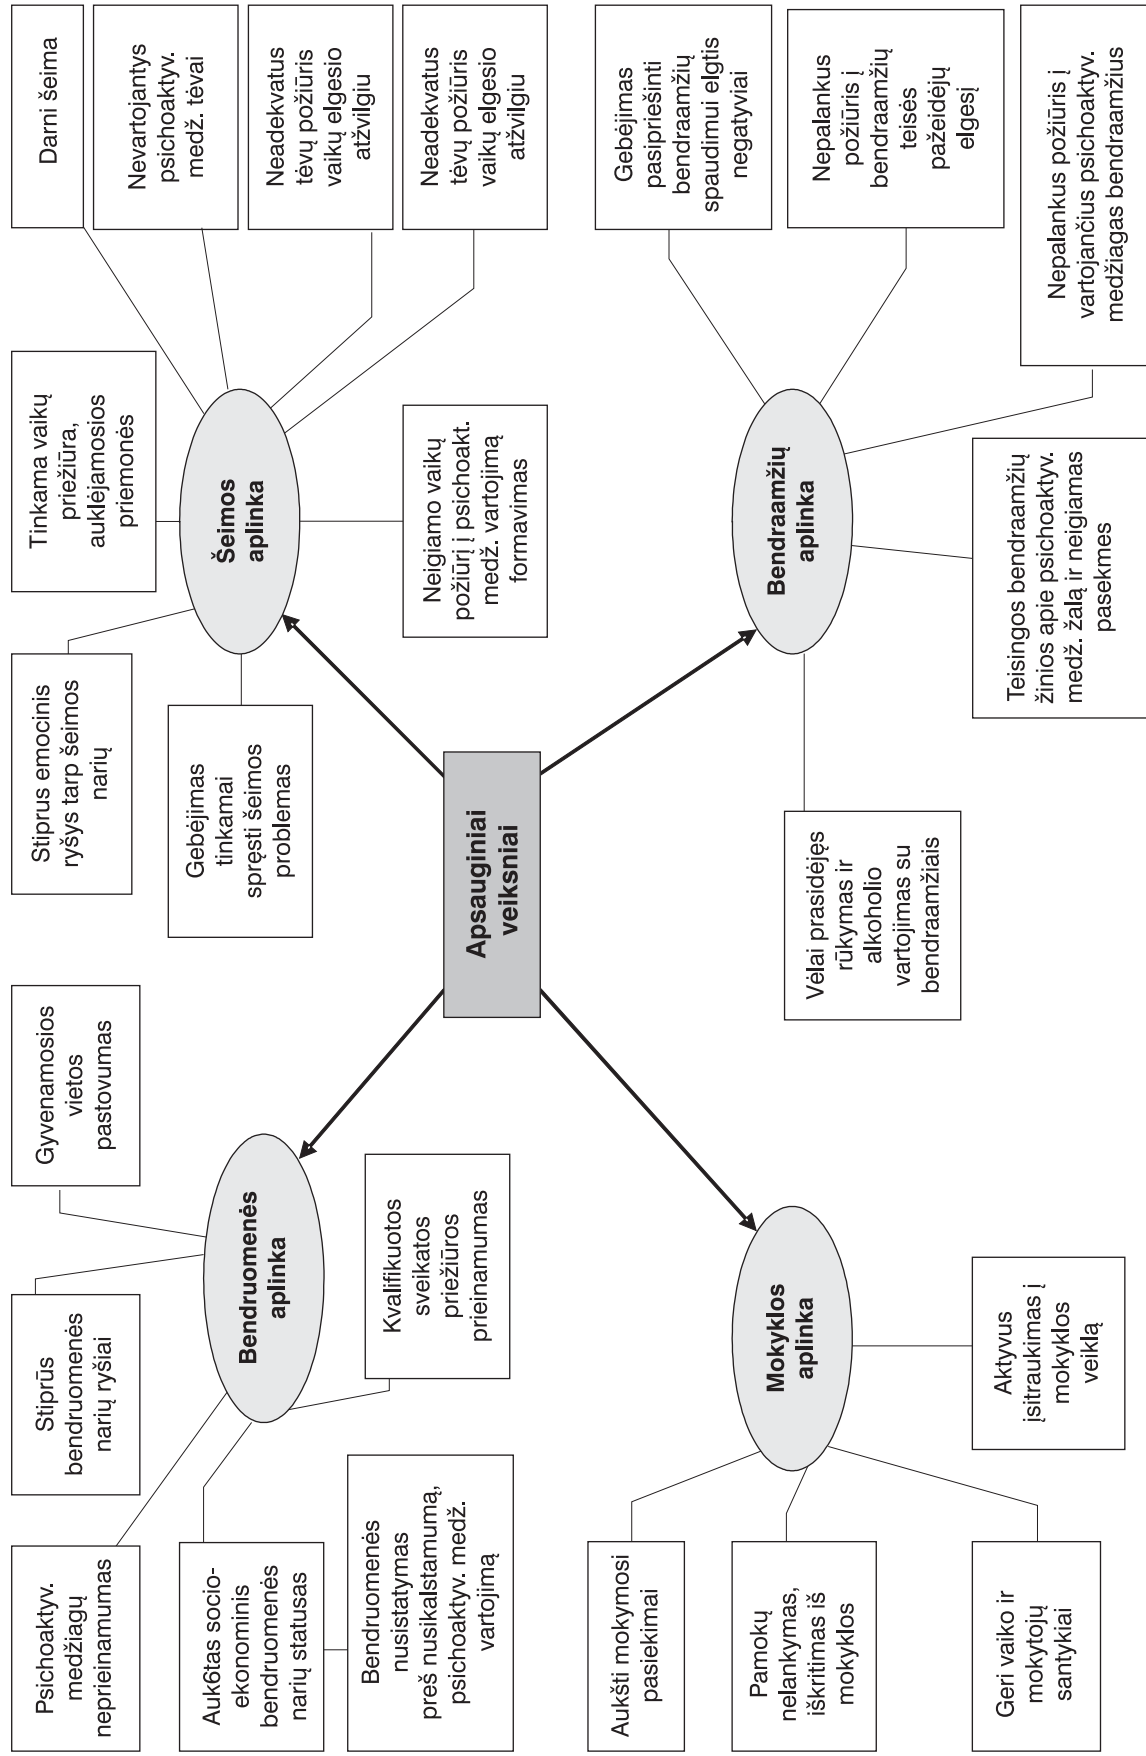 Psichoaktyv.
medžiagų
neprieinamumas
Stiprūs
bendruomenės
narių ryšiai
Gyvenamosios
vietos
pastovumas
Stiprus emocinis
ryšys tarp šeimos
narių
Tinkama vaikų
priežiūra,
auklėjamosios
priemonės
Darni šeima
Nevartojantys
psichoaktyv.
medž. tėvai
Neadekvatus
tėvų požiūris
vaikų elgesio
atžvilgiu
Neadekvatus
tėvų požiūris
vaikų elgesio
atžvilgiu
Auk6tas socio-
ekonominis
bendruomenės
narių statusas
Bendruomenės
aplinka
Gebėjimas
tinkamai
spręsti šeimos
problemas
Šeimos
aplinka
Bendruomenės
nusistatymas
preš nusikalstamumą,
psichoaktyv. medž.
vartojimą
Kvalifikuotos
sveikatos
priežiūros
prieinamumas
Neigiamo vaikų
požiūrį į psichoakt.
medž. vartojimą
formavimas
Apsauginiai
veiksniai
Aukšti mokymosi
pasiekimai
Pamokų
nelankymas,
iškritimas iš
mokyklos
Geri vaiko ir
mokytojų
santykiai
Mokyklos
aplinka
Aktyvus
įsitraukimas į
mokyklos
veiklą
Vėlai prasidėjęs
rūkymas ir
alkoholio
vartojimas su
bendraamžiais
Bendraamžių
aplinka
Teisingos bendraamžių
žinios apie psichoaktyv.
medž. žalą ir neigiamas
pasekmes
Gebėjimas
pasipriešinti
bendraamžių
spaudimui elgtis
negatyviai
Nepalankus
požiūris į
bendraamžių
teisės
pažeidėjų
elgesį
Nepalankus požiūris į
vartojančius psichoaktyv.
medžiagas bendraamžius